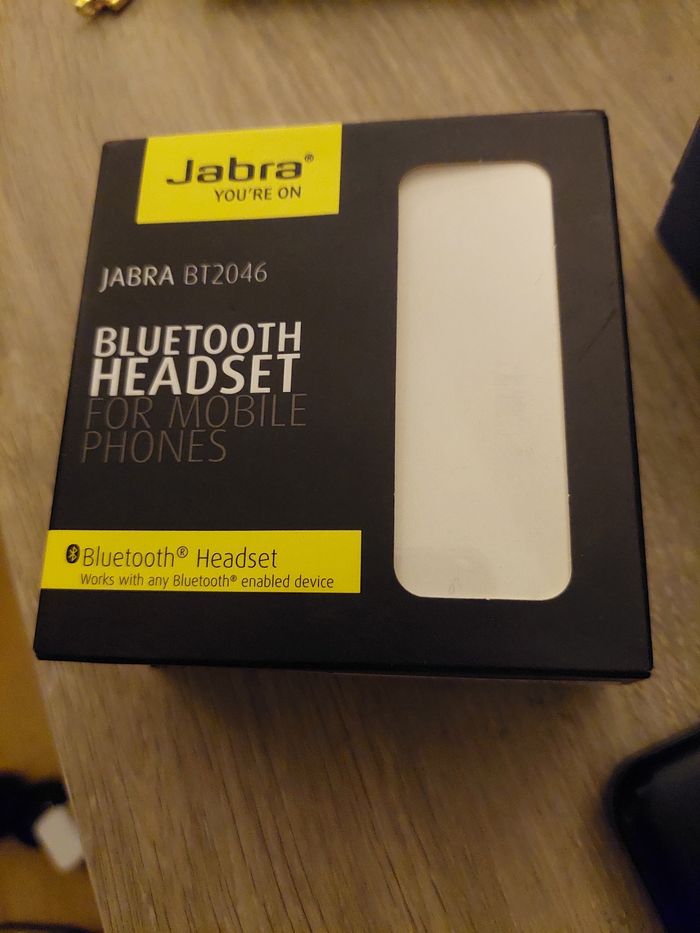 Jabra®
YOU'RE ON
JABRA BT2046
BLUETOOTH
HEADSET
FOR MOBILE
PHONES
Bluetooth® Headset
Works with any Bluetooth® enabled device